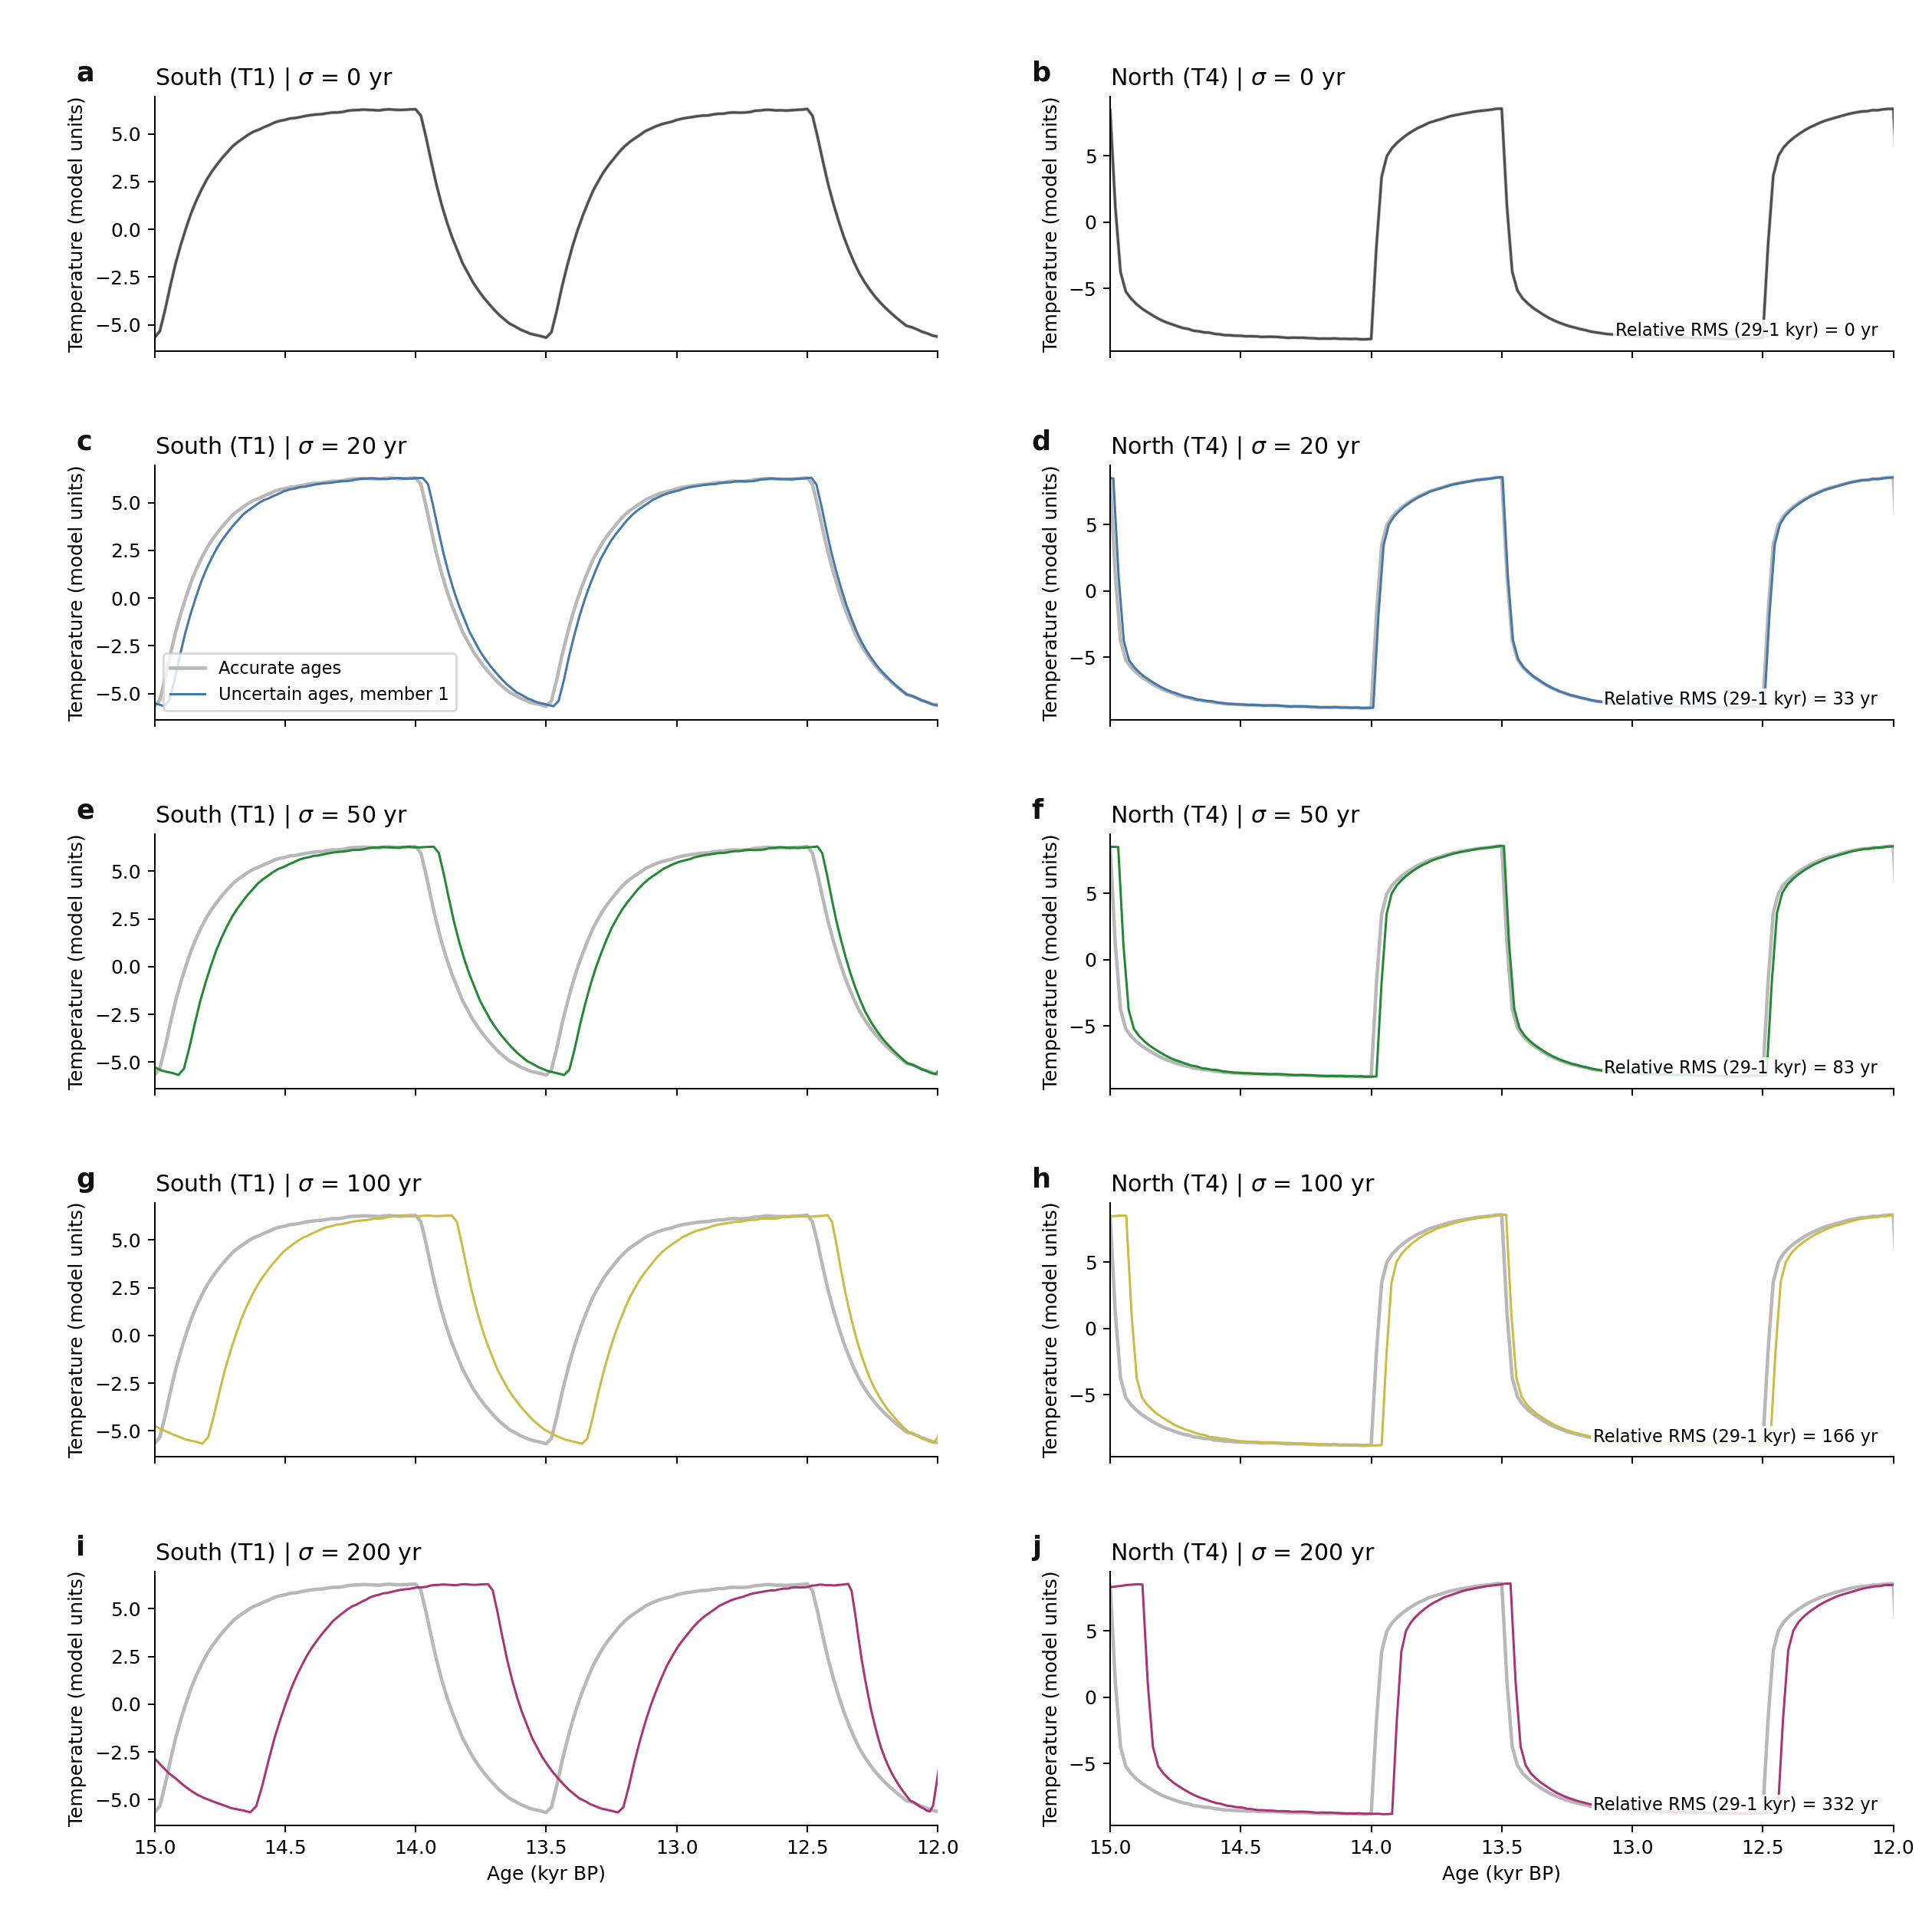 a
South (T1) | σ = 0 yr
Temperature (model units)
5.0
2.5
0.0
−2.5
−5.0
b
North (T4) | σ = 0 yr
Temperature (model units)
5
0
−5
Relative RMS (29-1 kyr) = 0 yr
c
South (T1) | σ = 20 yr
Temperature (model units)
5.0
2.5
0.0
−2.5
−5.0
Accurate ages
Uncertain ages, member 1
d
North (T4) | σ = 20 yr
Temperature (model units)
5
0
−5
Relative RMS (29-1 kyr) = 33 yr
e
South (T1) | σ = 50 yr
Temperature (model units)
5.0
2.5
0.0
−2.5
−5.0
f
North (T4) | σ = 50 yr
Temperature (model units)
5
0
−5
Relative RMS (29-1 kyr) = 83 yr
g
South (T1) | σ = 100 yr
Temperature (model units)
5.0
2.5
0.0
−2.5
−5.0
h
North (T4) | σ = 100 yr
Temperature (model units)
5
0
−5
Relative RMS (29-1 kyr) = 166 yr
i
South (T1) | σ = 200 yr
Temperature (model units)
5.0
2.5
0.0
−2.5
−5.0
15.0 14.5 14.0 13.5 13.0 12.5 12.0
Age (kyr BP)
j
North (T4) | σ = 200 yr
Temperature (model units)
5
0
−5
Relative RMS (29-1 kyr) = 332 yr
15.0 14.5 14.0 13.5 13.0 12.5 12.0
Age (kyr BP)